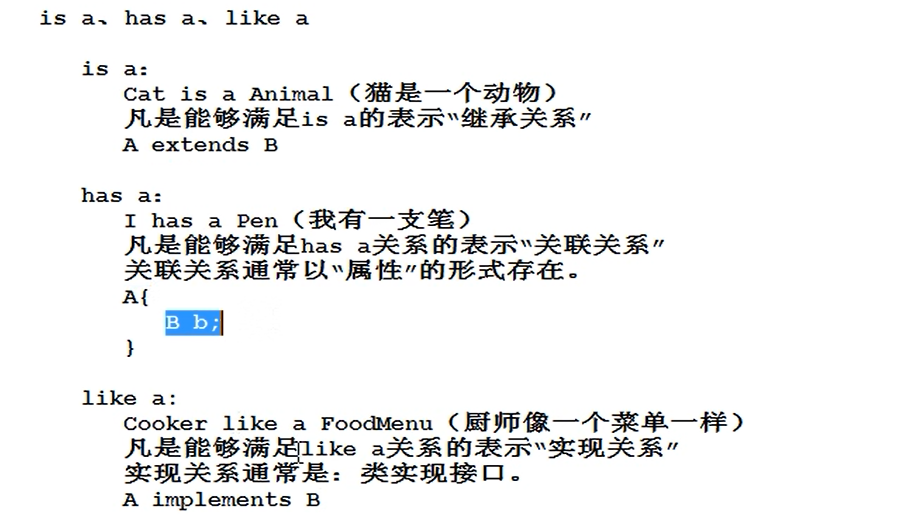 is a、has a、like a
is a:
Cat is a Animal（猫是一个动物）
凡是能够满足is a的表示“继承关系”
A extends B
has a:
I has a Pen（我有一支笔）
凡是能够满足has a关系的表示“关联关系”
关联关系通常以“属性”的形式存在。
A{
B b;
}
like a:
Cooker like a FoodMenu（厨师像一个菜单一样）
凡是能够满足like a关系的表示“实现关系”
实现关系通常是：类实现接口。
A implements B